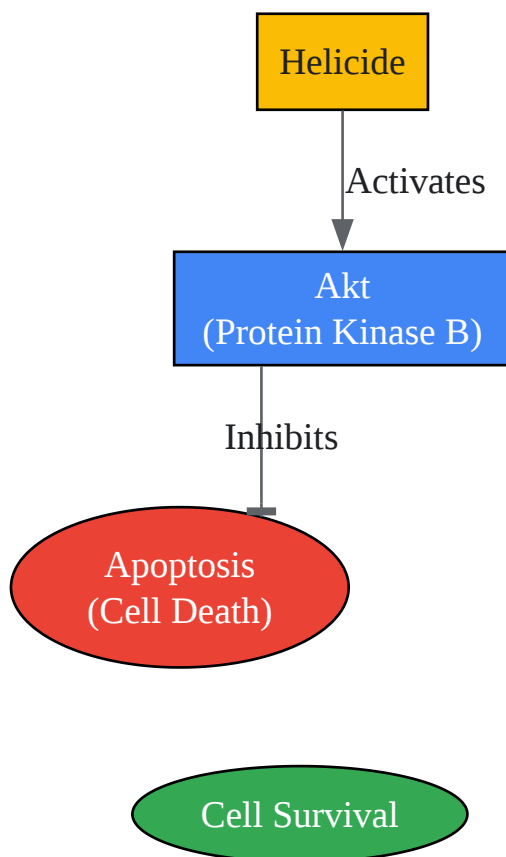 Helicide
Activates
Akt
(Protein Kinase B)
Inhibits
Apoptosis
(Cell Death)
Cell Survival